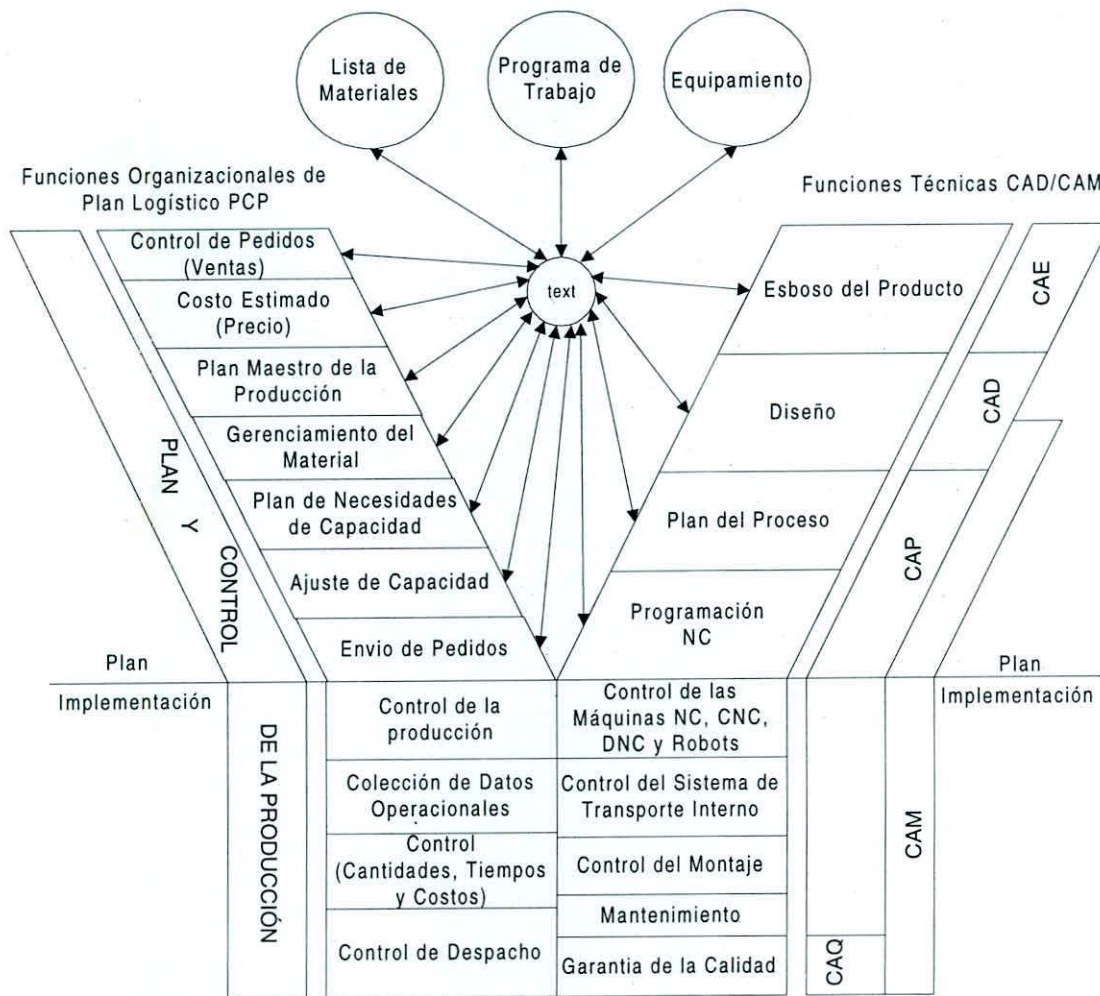 Lista de
Materiales
Programa de
Trabajo
Equipamiento
Funciones Organizacionales de
Plan Logístico PCP
Funciones Técnicas CAD/CAM
text
Control de Pedidos
(Ventas)
Costo Estimado
(Precio)
Plan Maestro de la
Producción
Gerenciamiento del
Material
Plan de Necesidades
de Capacidad
Ajuste de Capacidad
Envio de Pedidos
PLAN Y CONTROL
Esboso del Producto
Diseño
Plan del Proceso
Programación
NC
CAE
CAD
CAP
Plan
Implementación
Plan
Implementación
DE LA PRODUCCIÓN
Control de la
producción
Colección de Datos
Operacionales
Control
(Cantidades, Tiempos
y Costos)
Control de Despacho
Control de las
Máquinas NC, CNC,
DNC y Robots
Control del Sistema de
Transporte Interno
Control del Montaje
Mantenimiento
Garantia de la Calidad
CAQ
CAM